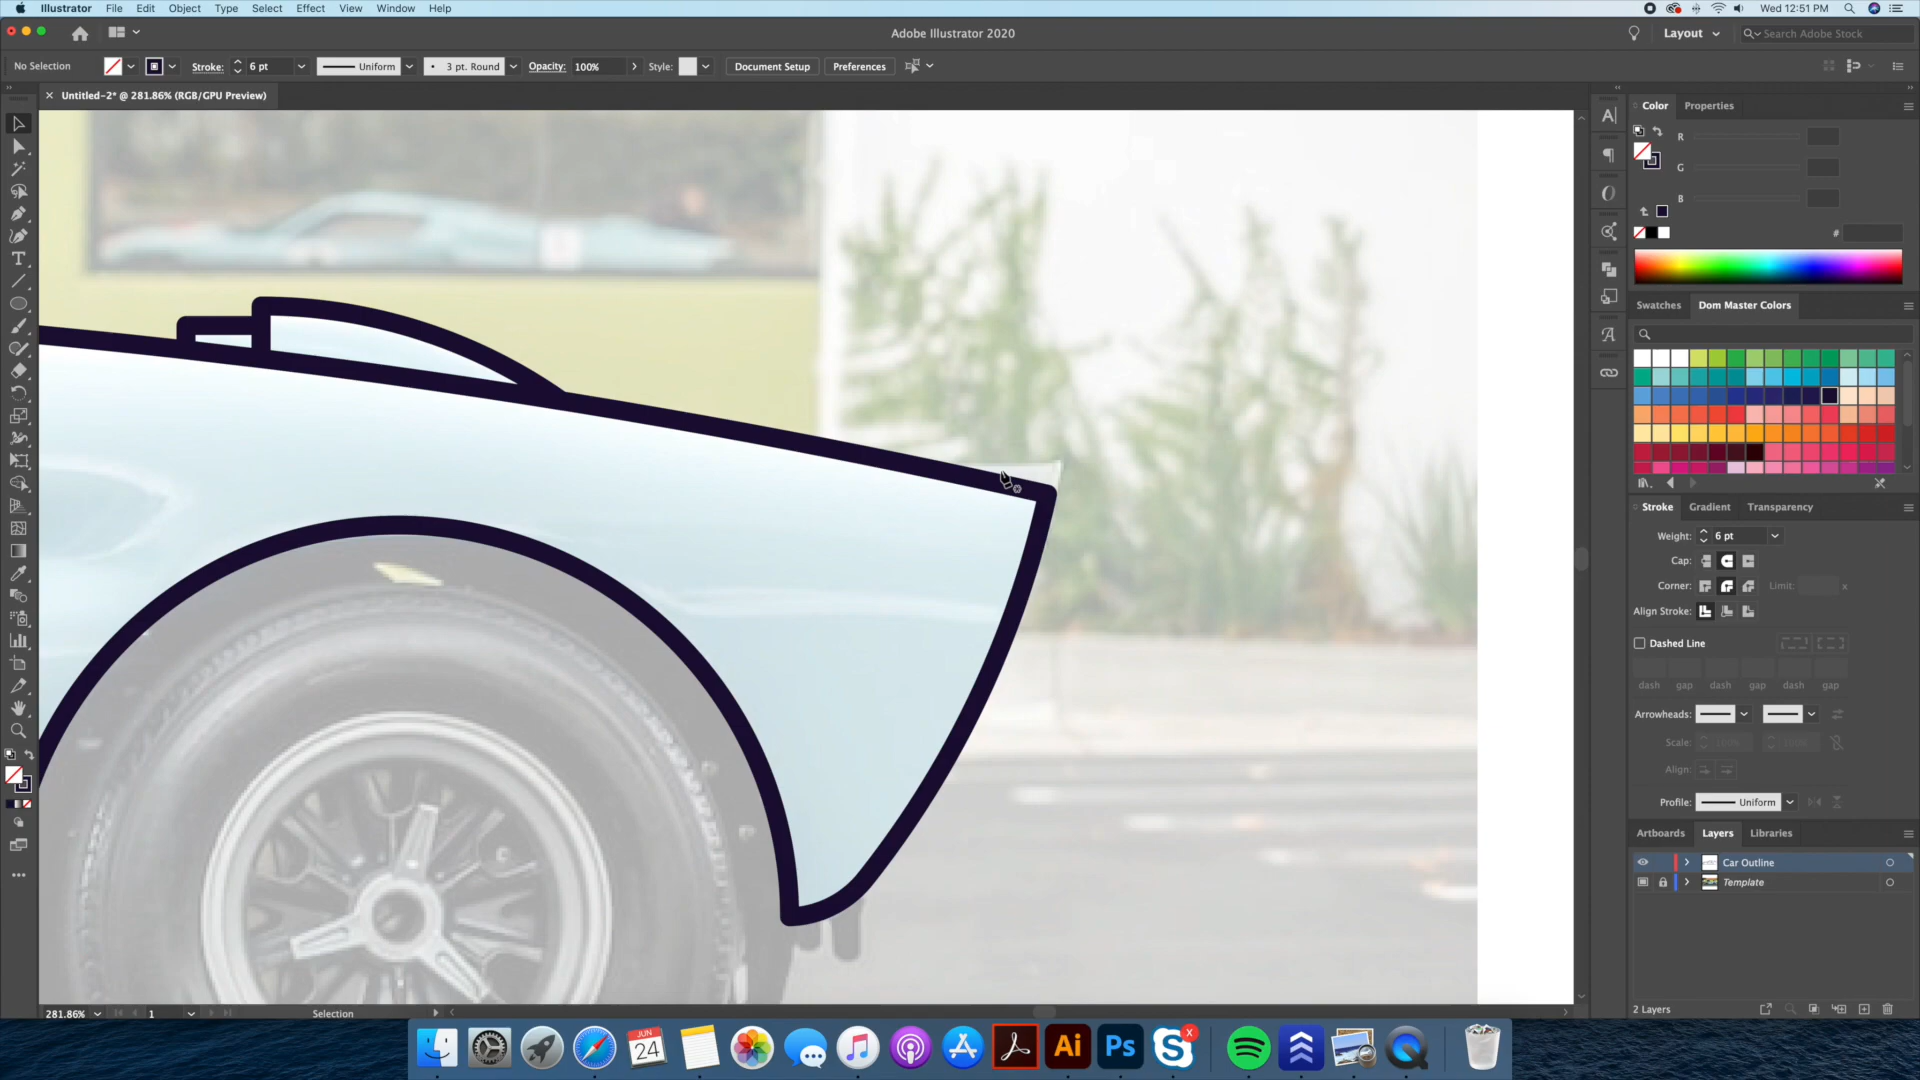 Illustrator File Edit Object Type Select Effect View Window Help
Wed 12:51 PM
Adobe Illustrator 2020
Layout
Search Adobe Stock
No Selection
Stroke: 6 pt
Uniform
3 pt. Round
Opacity: 100%
Style:
Document Setup
Preferences
Untitled-2* @ 281.86% (RGB/GPU Preview)
Color Properties
R
G
B
#
Swatches Dom Master Colors
Stroke Gradient Transparency
Weight: 6 pt
Cap:
Corner: Limit: x
Align Stroke:
Dashed Line
dash gap dash gap dash gap
Arrowheads:
Scale: 100% 100%
Align:
Profile: Uniform
Artboards Layers Libraries
Car Outline
Template
2 Layers
281.86% 1 Selection
JUN
24
Ai
Ps
S
X